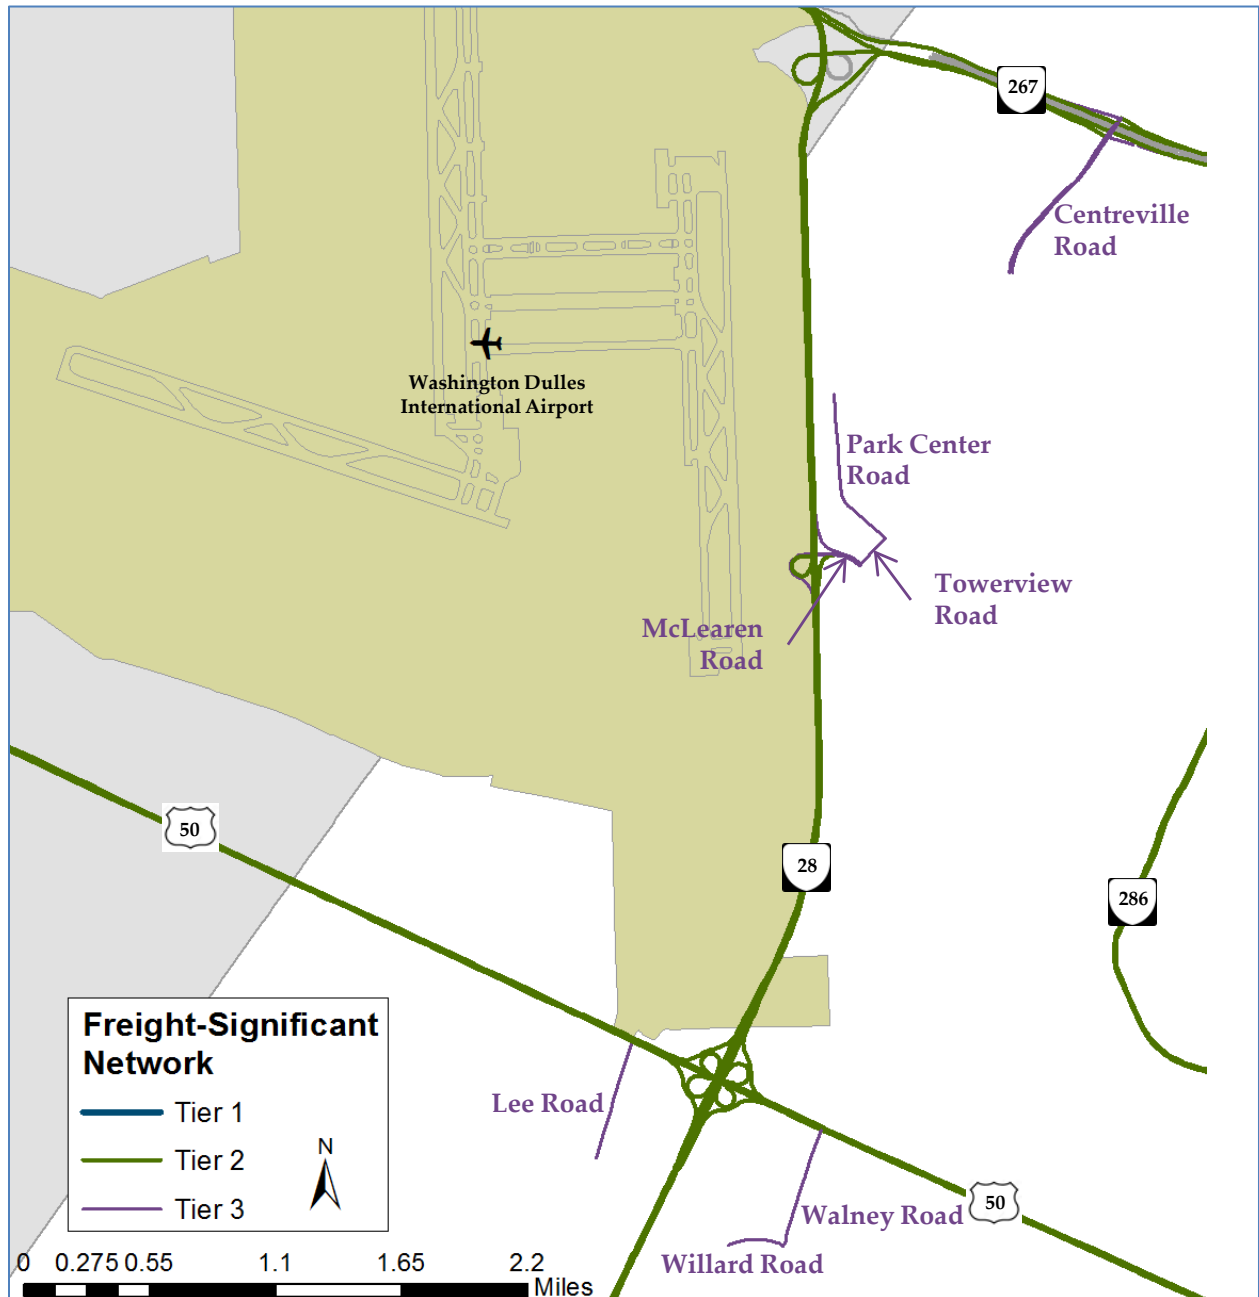 267
Centreville
Road
Washington Dulles
International Airport
Park Center
Road
Towerview
Road
McLearen
Road
50
28
286
Freight-Significant
Network
Tier 1
Tier 2
Tier 3
N
Lee Road
Walney Road
50
Willard Road
0 0.275 0.55 1.1 1.65 2.2
Miles